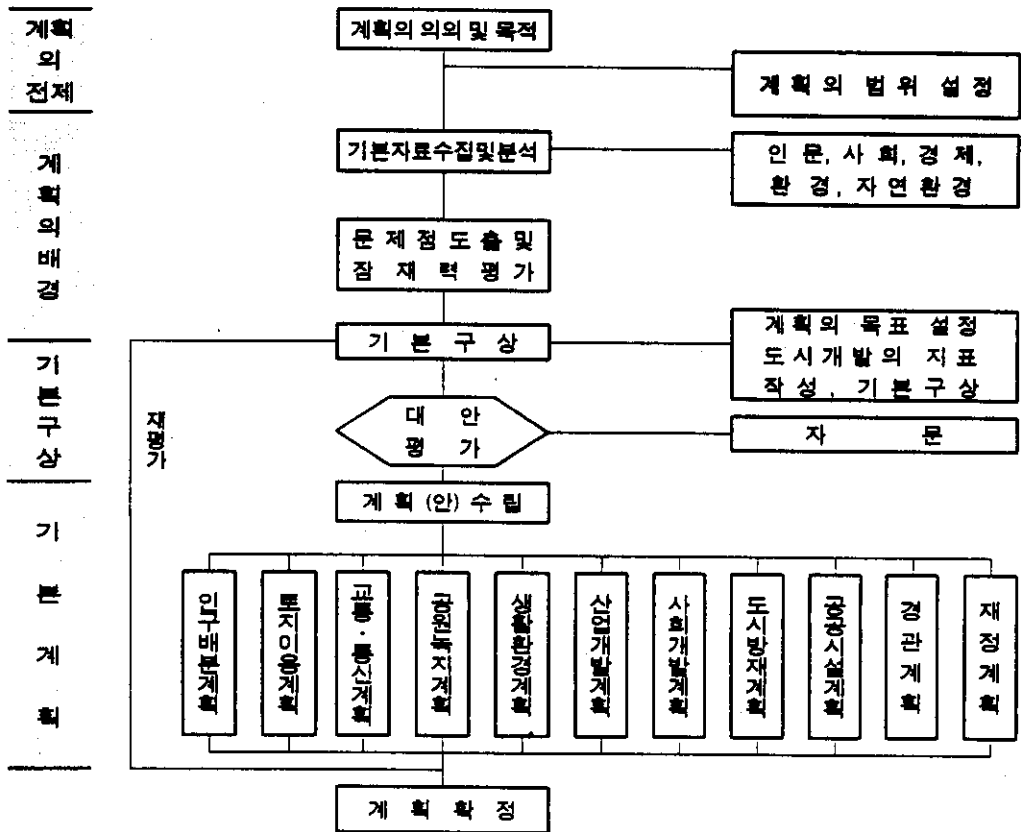 계획
의
전제
계획의 의의 및 목적
계획의 범위 설정
계
획
의
배
경
기본자료수집및분석
인문, 사회, 경제,
환경, 자연환경
문제점도출및
잠재력평가
기
본
구
상
기본구상
계획의 목표 설정
도시개발의 지표
작성, 기본구상
재평가
대안
평가
자문
계획(안)수립
기
본
계
획
인구배분계획
토지이용계획
교통·통신계획
공원녹지계획
생활환경계획
산업개발계획
사회개발계획
도시방재계획
공공시설계획
경관계획
재정계획
계획확정